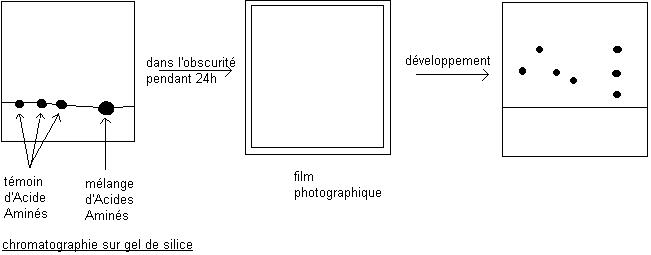 dans l'obscurité
pendant 24h
développement
témoin
d'Acide
Aminés
mélange
d'Acides
Aminés
film
photographique
chromatographie sur gel de silice